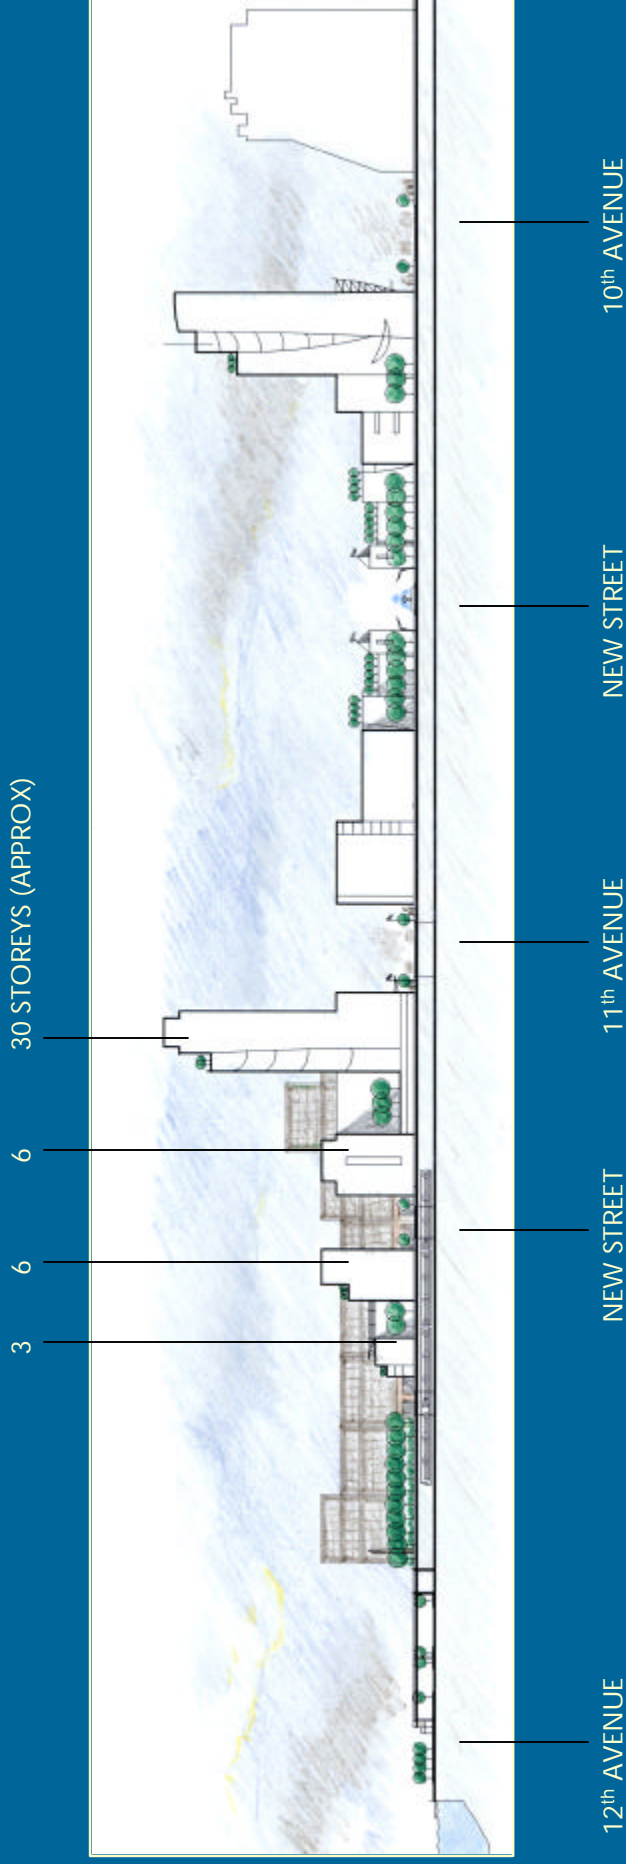 3
6
6
30 STOREYS (APPROX)
12th AVENUE
NEW STREET
11th AVENUE
NEW STREET
10th AVENUE